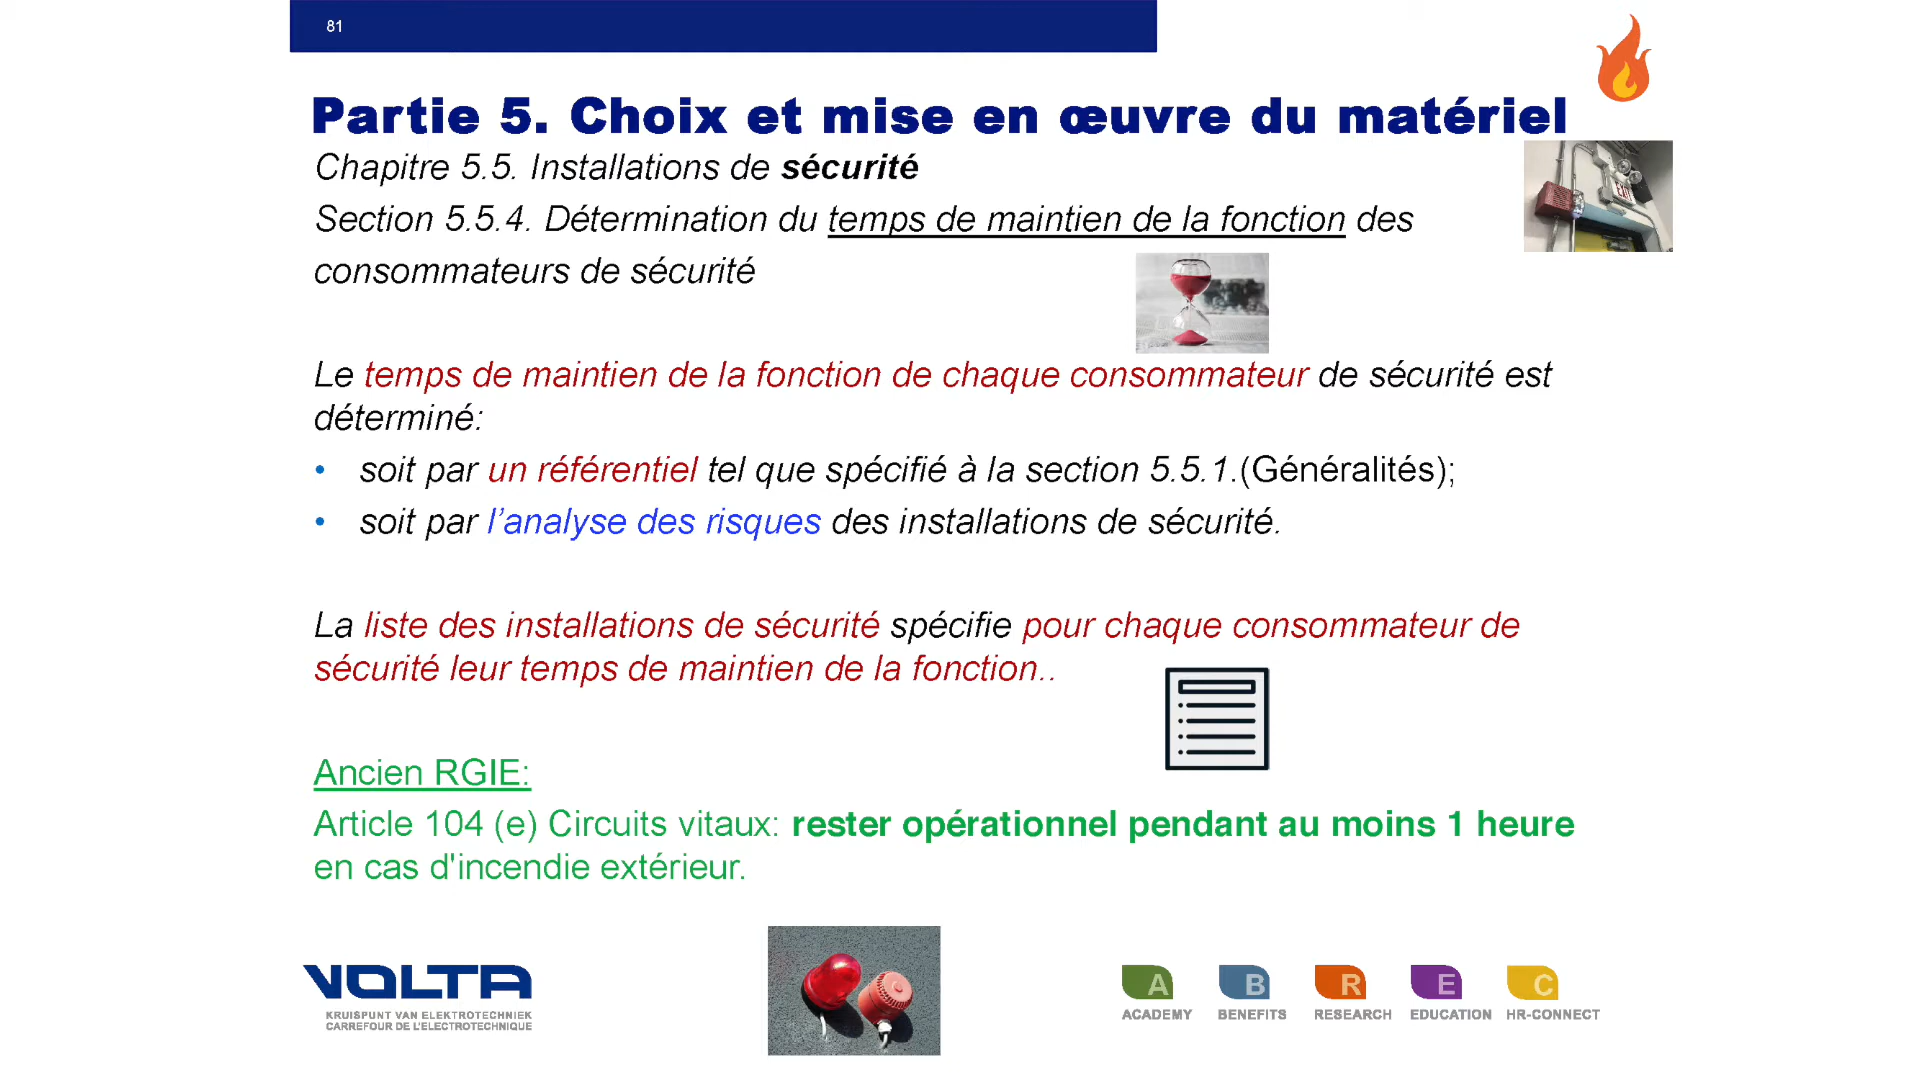 81
Partie 5. Choix et mise en œuvre du matériel
Chapitre 5.5. Installations de sécurité
Section 5.5.4. Détermination du temps de maintien de la fonction des
consommateurs de sécurité
Le temps de maintien de la fonction de chaque consommateur de sécurité est
déterminé:
• soit par un référentiel tel que spécifié à la section 5.5.1.(Généralités);
• soit par l’analyse des risques des installations de sécurité.
La liste des installations de sécurité spécifie pour chaque consommateur de
sécurité leur temps de maintien de la fonction..
Ancien RGIE:
Article 104 (e) Circuits vitaux: rester opérationnel pendant au moins 1 heure
en cas d'incendie extérieur.
VOLTA
KRUISPUNT VAN ELEKTROTECHNIEK
CARREFOUR DE L'ELECTROTECHNIQUE
A B R E C
ACADEMY BENEFITS RESEARCH EDUCATION HR-CONNECT